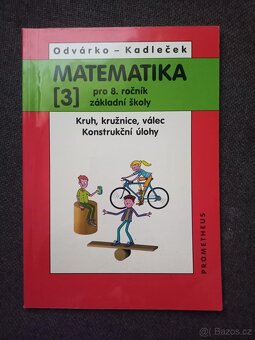 Odvárko – Kadleček
MATEMATIKA
[3] pro 8. ročník
základní školy
Kruh, kružnice, válec
Konstrukční úlohy
PROMETHEUS
Bazos.cz